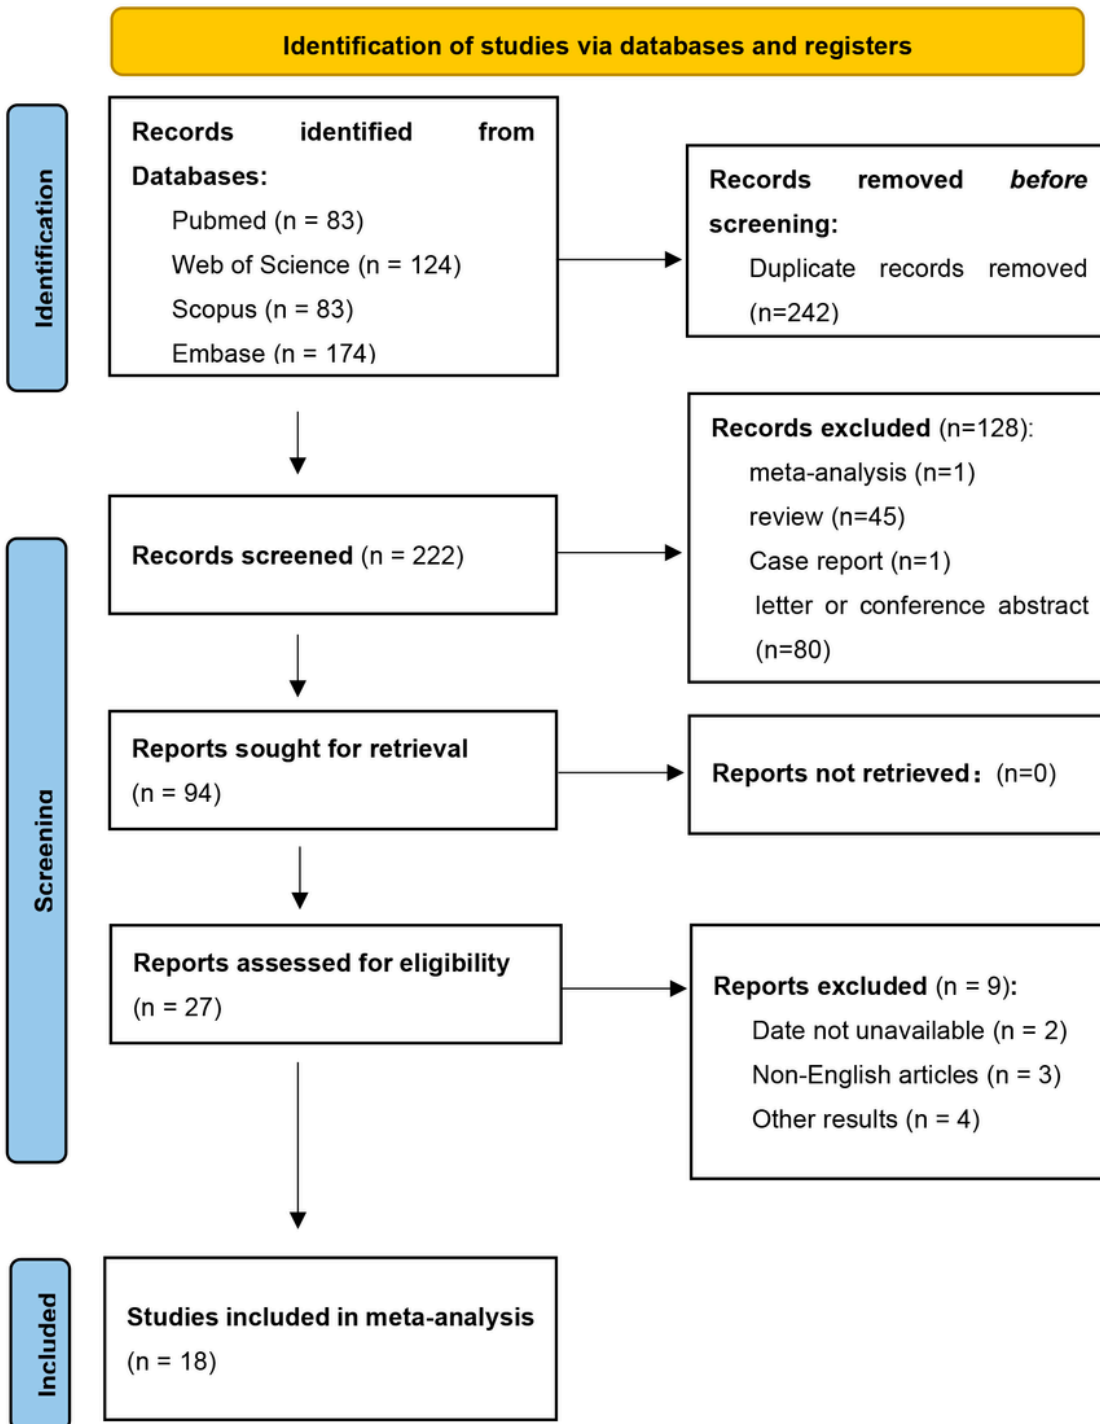 Identification of studies via databases and registers
Identification
Records identified from
Databases:
Pubmed (n = 83)
Web of Science (n = 124)
Scopus (n = 83)
Embase (n = 174)
Records removed before
screening:
Duplicate records removed
(n=242)
Screening
Records screened (n = 222)
Records excluded (n=128):
meta-analysis (n=1)
review (n=45)
Case report (n=1)
letter or conference abstract
(n=80)
Reports sought for retrieval
(n = 94)
Reports not retrieved： (n=0)
Reports assessed for eligibility
(n = 27)
Reports excluded (n = 9):
Date not unavailable (n = 2)
Non-English articles (n = 3)
Other results (n = 4)
Included
Studies included in meta-analysis
(n = 18)